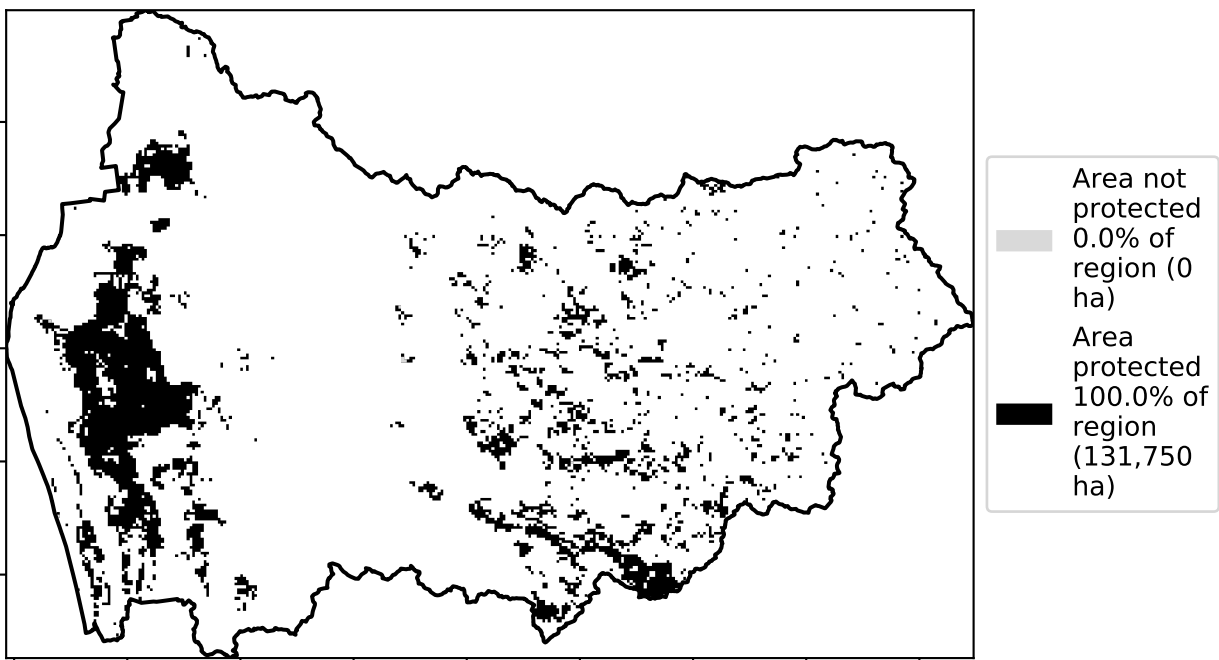 Area not
protected
0.0% of
region (0
ha)
Area
protected
100.0% of
region
(131,750
ha)